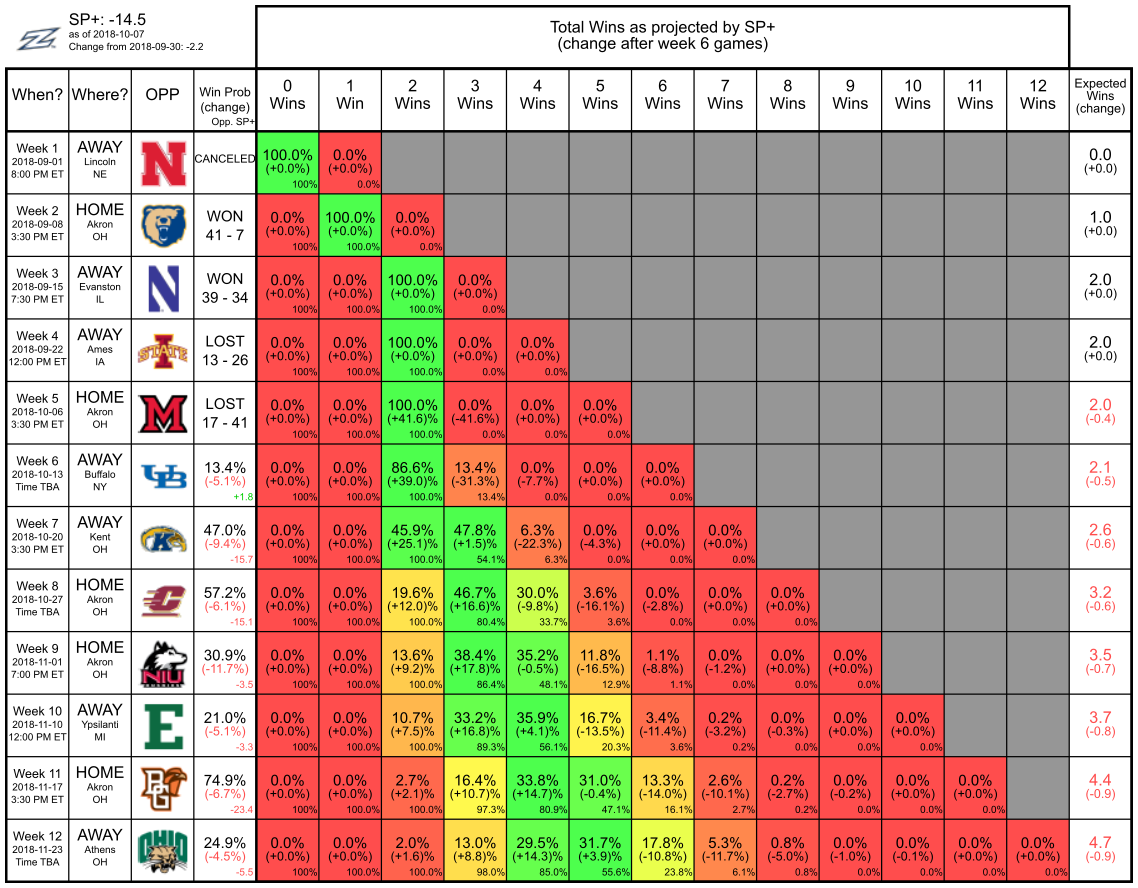 SP+: -14.5
as of 2018-10-07
Change from 2018-09-30: -2.2
Total Wins as projected by SP+
(change after week 6 games)
When? Where? OPP Win Prob (change) Opp. SP+ 0 Wins 1 Win 2 Wins 3 Wins 4 Wins 5 Wins 6 Wins 7 Wins 8 Wins 9 Wins 10 Wins 11 Wins 12 Wins Expected Wins (change)
Week 1 AWAY N CANCELED 100.0% 0.0% 0.0
2018-09-01 Lincoln (+0.0%) (+0.0%) (+0.0)
8:00 PM ET NE 100% 0.0%
Week 2 HOME WON 0.0% 100.0% 0.0% 1.0
2018-09-08 Akron 41 - 7 (+0.0%) (+0.0%) (+0.0%) (+0.0)
3:30 PM ET OH 100% 100.0% 0.0%
Week 3 AWAY N WON 0.0% 0.0% 100.0% 0.0% 2.0
2018-09-15 Evanston 39 - 34 (+0.0%) (+0.0%) (+0.0%) (+0.0%) (+0.0)
7:30 PM ET IL 100% 100.0% 100.0% 0.0%
Week 4 AWAY I STATE LOST 0.0% 0.0% 100.0% 0.0% 0.0% 2.0
2018-09-22 Ames 13 - 26 (+0.0%) (+0.0%) (+0.0%) (+0.0%) (+0.0%) (+0.0)
12:00 PM ET IA 100% 100.0% 100.0% 0.0% 0.0%
Week 5 HOME M LOST 0.0% 0.0% 100.0% 0.0% 0.0% 0.0% 2.0
2018-10-06 Akron 17 - 41 (+0.0%) (+0.0%) (+41.6)% (-41.6%) (+0.0%) (+0.0%) (-0.4)
3:30 PM ET OH 100% 100.0% 100.0% 0.0% 0.0% 0.0%
Week 6 AWAY UB 13.4% 0.0% 0.0% 86.6% 13.4% 0.0% 0.0% 0.0% 2.1
2018-10-13 Buffalo (-5.1%) (+0.0%) (+0.0%) (+39.0)% (-31.3%) (-7.7%) (+0.0%) (+0.0%) (-0.5)
Time TBA NY +1.8 100% 100.0% 100.0% 13.4% 0.0% 0.0% 0.0%
Week 7 AWAY K 47.0% 0.0% 0.0% 45.9% 47.8% 6.3% 0.0% 0.0% 0.0% 2.6
2018-10-20 Kent (-9.4%) (+0.0%) (+0.0%) (+25.1)% (+1.5)% (-22.3%) (-4.3%) (+0.0%) (+0.0%) (-0.6)
3:30 PM ET OH -15.7 100% 100.0% 100.0% 54.1% 6.3% 0.0% 0.0% 0.0%
Week 8 HOME C 57.2% 0.0% 0.0% 19.6% 46.7% 30.0% 3.6% 0.0% 0.0% 0.0% 3.2
2018-10-27 Akron (-6.1%) (+0.0%) (+0.0%) (+12.0)% (+16.6)% (-9.8%) (-16.1%) (-2.8%) (+0.0%) (+0.0%) (-0.6)
Time TBA OH -15.1 100% 100.0% 100.0% 80.4% 33.7% 3.6% 0.0% 0.0% 0.0%
Week 9 HOME NIU 30.9% 0.0% 0.0% 13.6% 38.4% 35.2% 11.8% 1.1% 0.0% 0.0% 0.0% 3.5
2018-11-01 Akron (-11.7%) (+0.0%) (+0.0%) (+9.2)% (+17.8)% (-0.5%) (-16.5%) (-8.8%) (-1.2%) (+0.0%) (+0.0%) (-0.7)
7:00 PM ET OH -3.5 100% 100.0% 100.0% 86.4% 48.1% 12.9% 1.1% 0.0% 0.0% 0.0%
Week 10 AWAY E 21.0% 0.0% 0.0% 10.7% 33.2% 35.9% 16.7% 3.4% 0.2% 0.0% 0.0% 0.0% 3.7
2018-11-10 Ypsilanti (-5.1%) (+0.0%) (+0.0%) (+7.5)% (+16.8)% (+4.1)% (-13.5%) (-11.4%) (-3.2%) (-0.3%) (+0.0%) (+0.0%) (-0.8)
12:00 PM ET MI -3.3 100% 100.0% 100.0% 89.3% 56.1% 20.3% 3.6% 0.2% 0.0% 0.0% 0.0%
Week 11 HOME BG 74.9% 0.0% 0.0% 2.7% 16.4% 33.8% 31.0% 13.3% 2.6% 0.2% 0.0% 0.0% 0.0% 4.4
2018-11-17 Akron (-6.7%) (+0.0%) (+0.0%) (+2.1)% (+10.7)% (+14.7)% (-0.4%) (-14.0%) (-10.1%) (-2.7%) (-0.2%) (+0.0%) (+0.0%) (-0.9)
3:30 PM ET OH -23.4 100% 100.0% 100.0% 97.3% 80.9% 47.1% 16.1% 2.7% 0.2% 0.0% 0.0% 0.0%
Week 12 AWAY OHIO 24.9% 0.0% 0.0% 2.0% 13.0% 29.5% 31.7% 17.8% 5.3% 0.8% 0.0% 0.0% 0.0% 0.0% 4.7
2018-11-23 Athens (-4.5%) (+0.0%) (+0.0%) (+1.6)% (+8.8)% (+14.3)% (+3.9)% (-10.8%) (-11.7%) (-5.0%) (-1.0%) (-0.1%) (+0.0%) (+0.0%) (-0.9)
Time TBA OH -5.5 100% 100.0% 100.0% 98.0% 85.0% 55.6% 23.8% 6.1% 0.8% 0.0% 0.0% 0.0% 0.0%